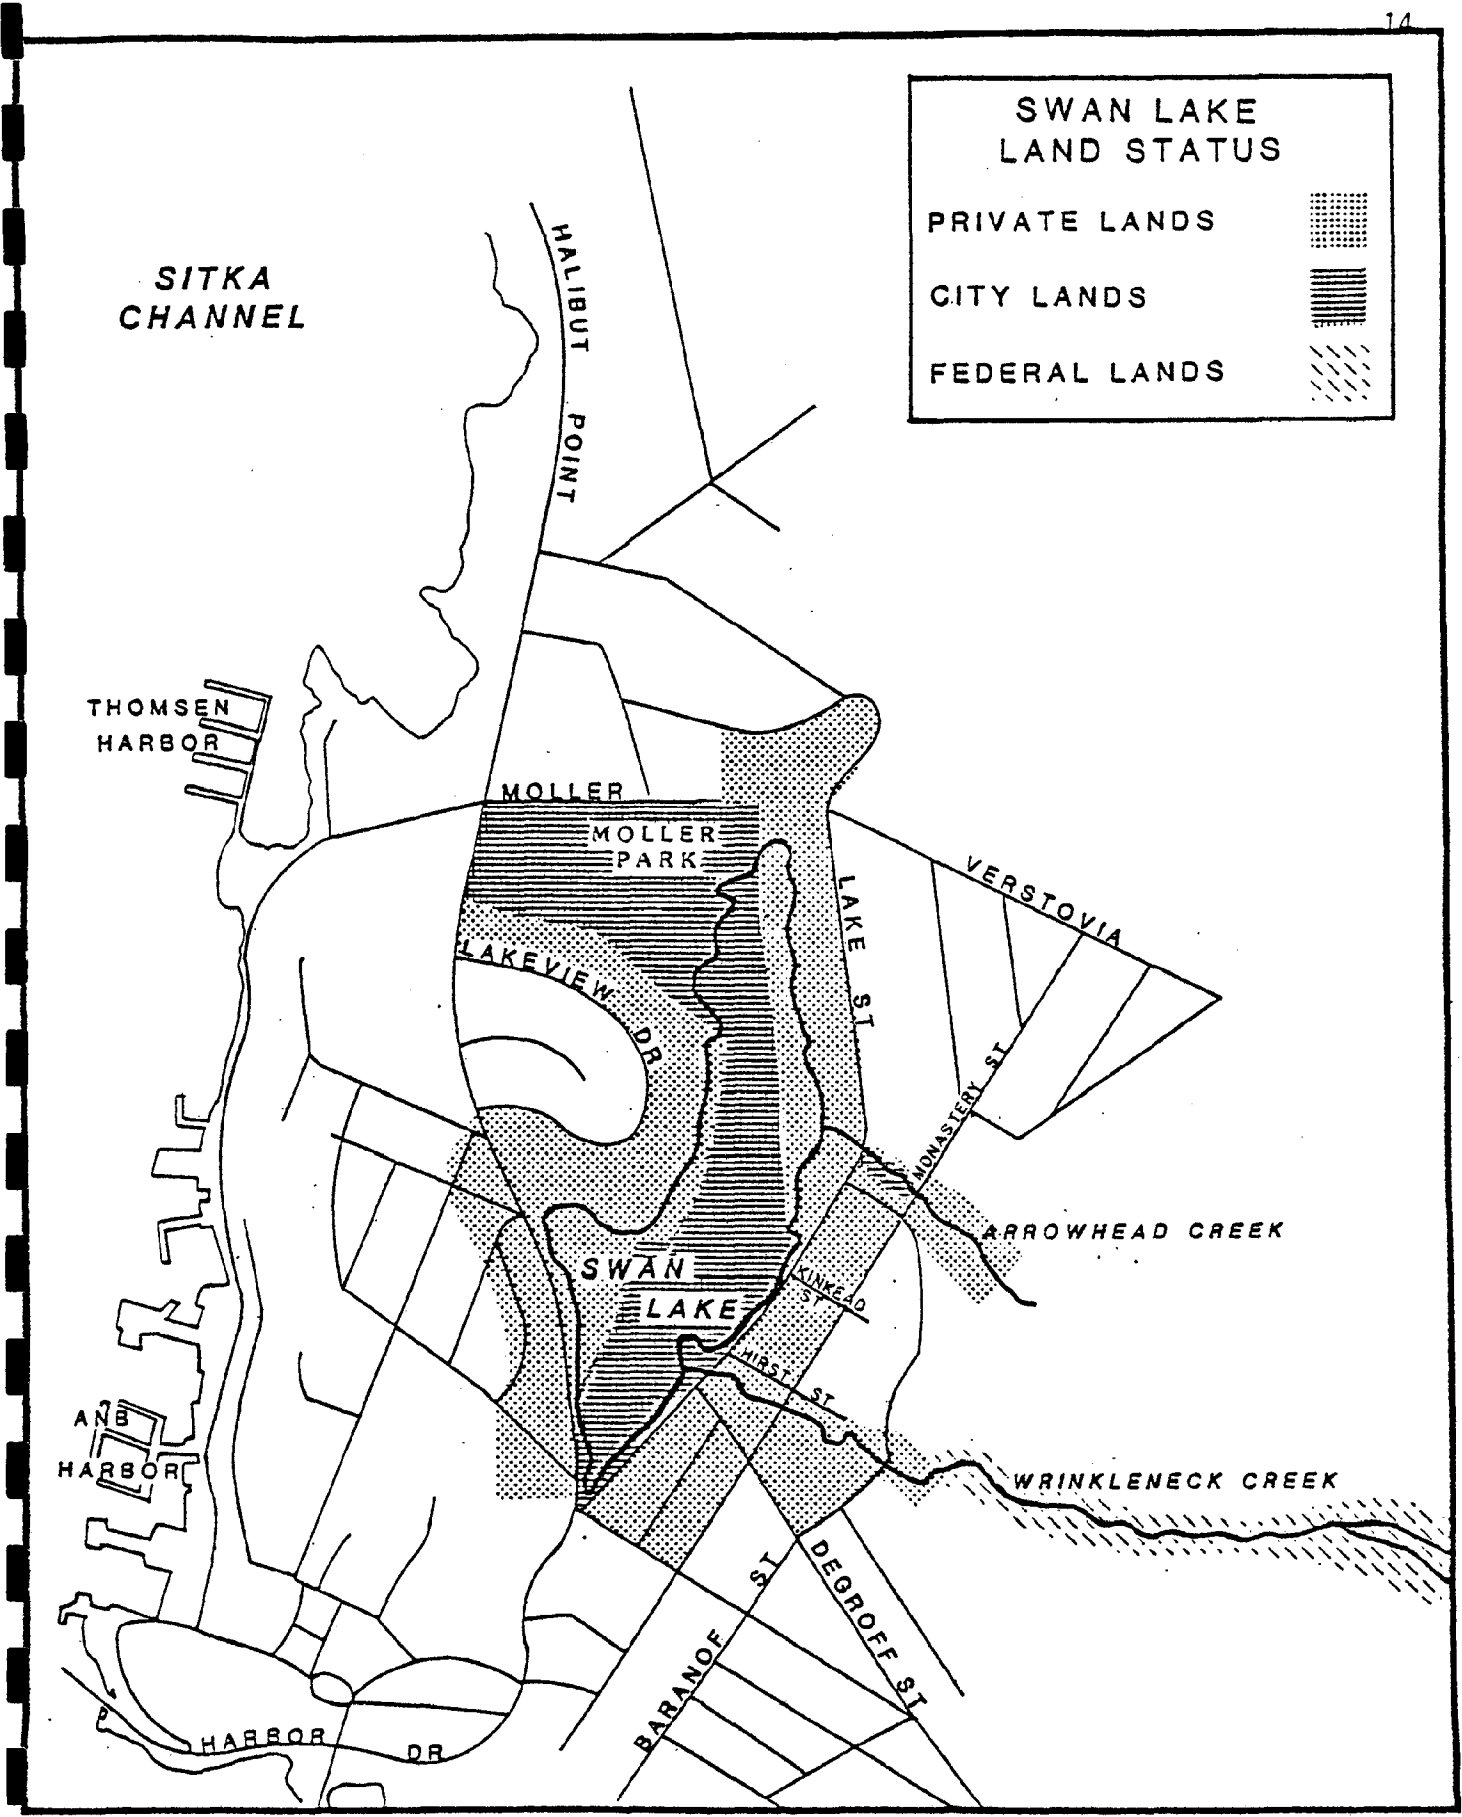 14
SWAN LAKE
LAND STATUS
PRIVATE LANDS
CITY LANDS
FEDERAL LANDS
SITKA
CHANNEL
HALIBUT POINT
THOMSEN
HARBOR
MOLLER
MOLLER
PARK
VERSTOVIA
LAKE ST
LAKEVIEW DR
MONASTERY ST
ARROWHEAD CREEK
SWAN
LAKE
KINKEAD
ST
HIRST ST
ANB
HARBOR
WRINKLENECK CREEK
BARANOF ST
DEGROFF ST
HARBOR DR